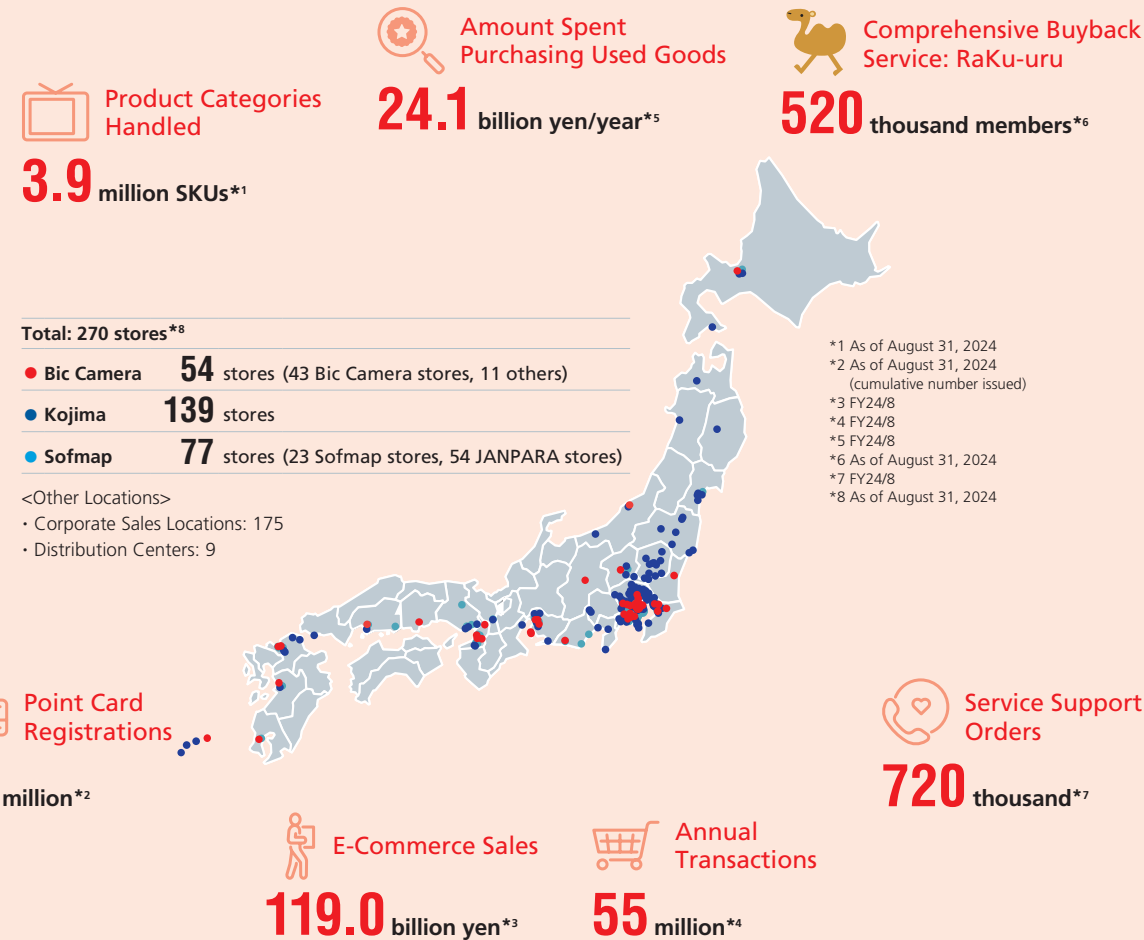 Amount Spent
Purchasing Used Goods
24.1 billion yen/year*5
Comprehensive Buyback
Service: RaKu-uru
520 thousand members*6
Product Categories
Handled
3.9 million SKUs*1
Total: 270 stores*8
Bic Camera 54 stores (43 Bic Camera stores, 11 others)
Kojima 139 stores
Sofmap 77 stores (23 Sofmap stores, 54 JANPARA stores)
<Other Locations>
・Corporate Sales Locations: 175
・Distribution Centers: 9
*1 As of August 31, 2024
*2 As of August 31, 2024
(cumulative number issued)
*3 FY24/8
*4 FY24/8
*5 FY24/8
*6 As of August 31, 2024
*7 FY24/8
*8 As of August 31, 2024
Point Card
Registrations
million*2
Service Support
Orders
720 thousand*7
E-Commerce Sales
119.0 billion yen*3
Annual
Transactions
55 million*4